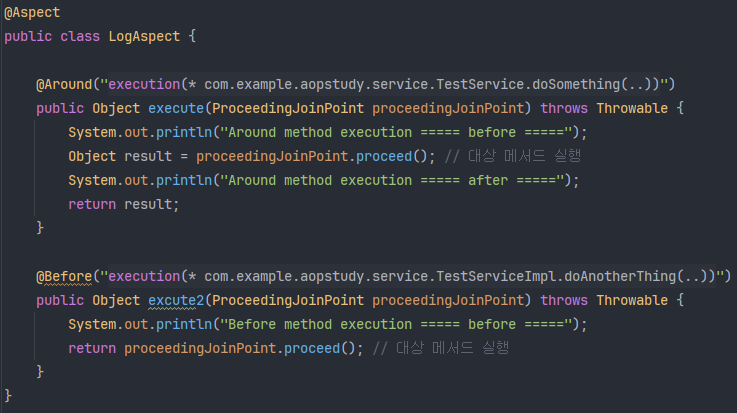 @Aspect
public class LogAspect {
@Around("execution(* com.example.aopstudy.service.TestService.doSomething(..))")
public Object execute(ProceedingJoinPoint proceedingJoinPoint) throws Throwable {
System.out.println("Around method execution ===== before =====");
Object result = proceedingJoinPoint.proceed(); // 대상 메서드 실행
System.out.println("Around method execution ===== after =====");
return result;
}
@Before("execution(* com.example.aopstudy.service.TestServiceImpl.doAnotherThing(..))")
public Object excute2(ProceedingJoinPoint proceedingJoinPoint) throws Throwable {
System.out.println("Before method execution ===== before =====");
return proceedingJoinPoint.proceed(); // 대상 메서드 실행
}
}